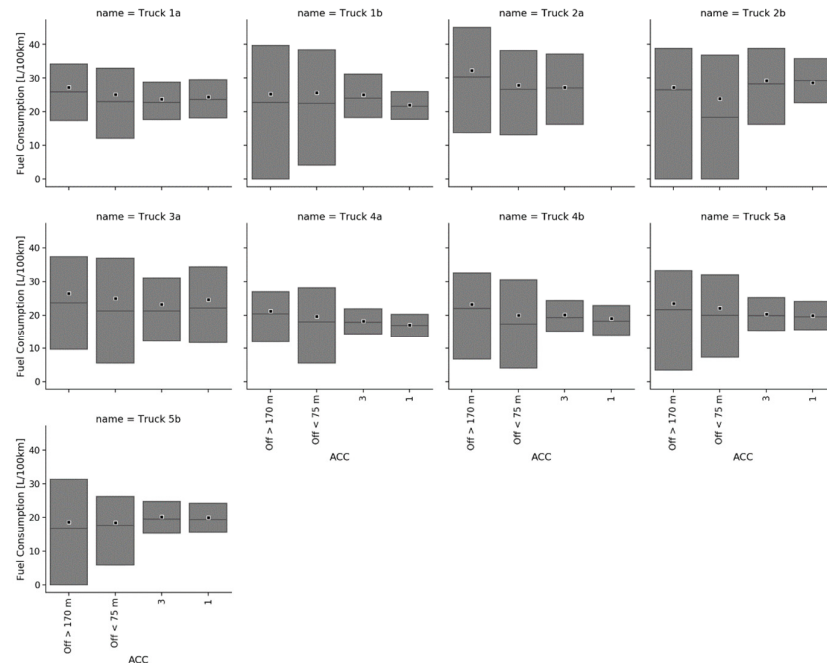 name = Truck 1a
name = Truck 1b
name = Truck 2a
name = Truck 2b
Fuel Consumption [L/100km]
40
30
20
10
0
name = Truck 3a
name = Truck 4a
name = Truck 4b
name = Truck 5a
Fuel Consumption [L/100km]
40
30
20
10
0
Off > 170 m
Off < 75 m
3
1
ACC
Off > 170 m
Off < 75 m
3
1
ACC
Off > 170 m
Off < 75 m
3
1
ACC
name = Truck 5b
Fuel Consumption [L/100km]
40
30
20
10
0
Off > 170 m
Off < 75 m
3
1
ACC